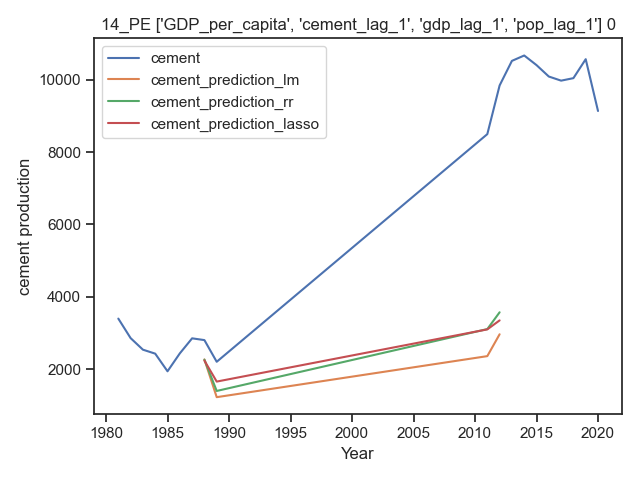 14_PE ['GDP_per_capita', 'cement_lag_1', 'gdp_lag_1', 'pop_lag_1'] 0
cement
cement_prediction_lm
cement_prediction_rr
cement_prediction_lasso
10000
8000
6000
4000
2000
cement production
1980 1985 1990 1995 2000 2005 2010 2015 2020
Year